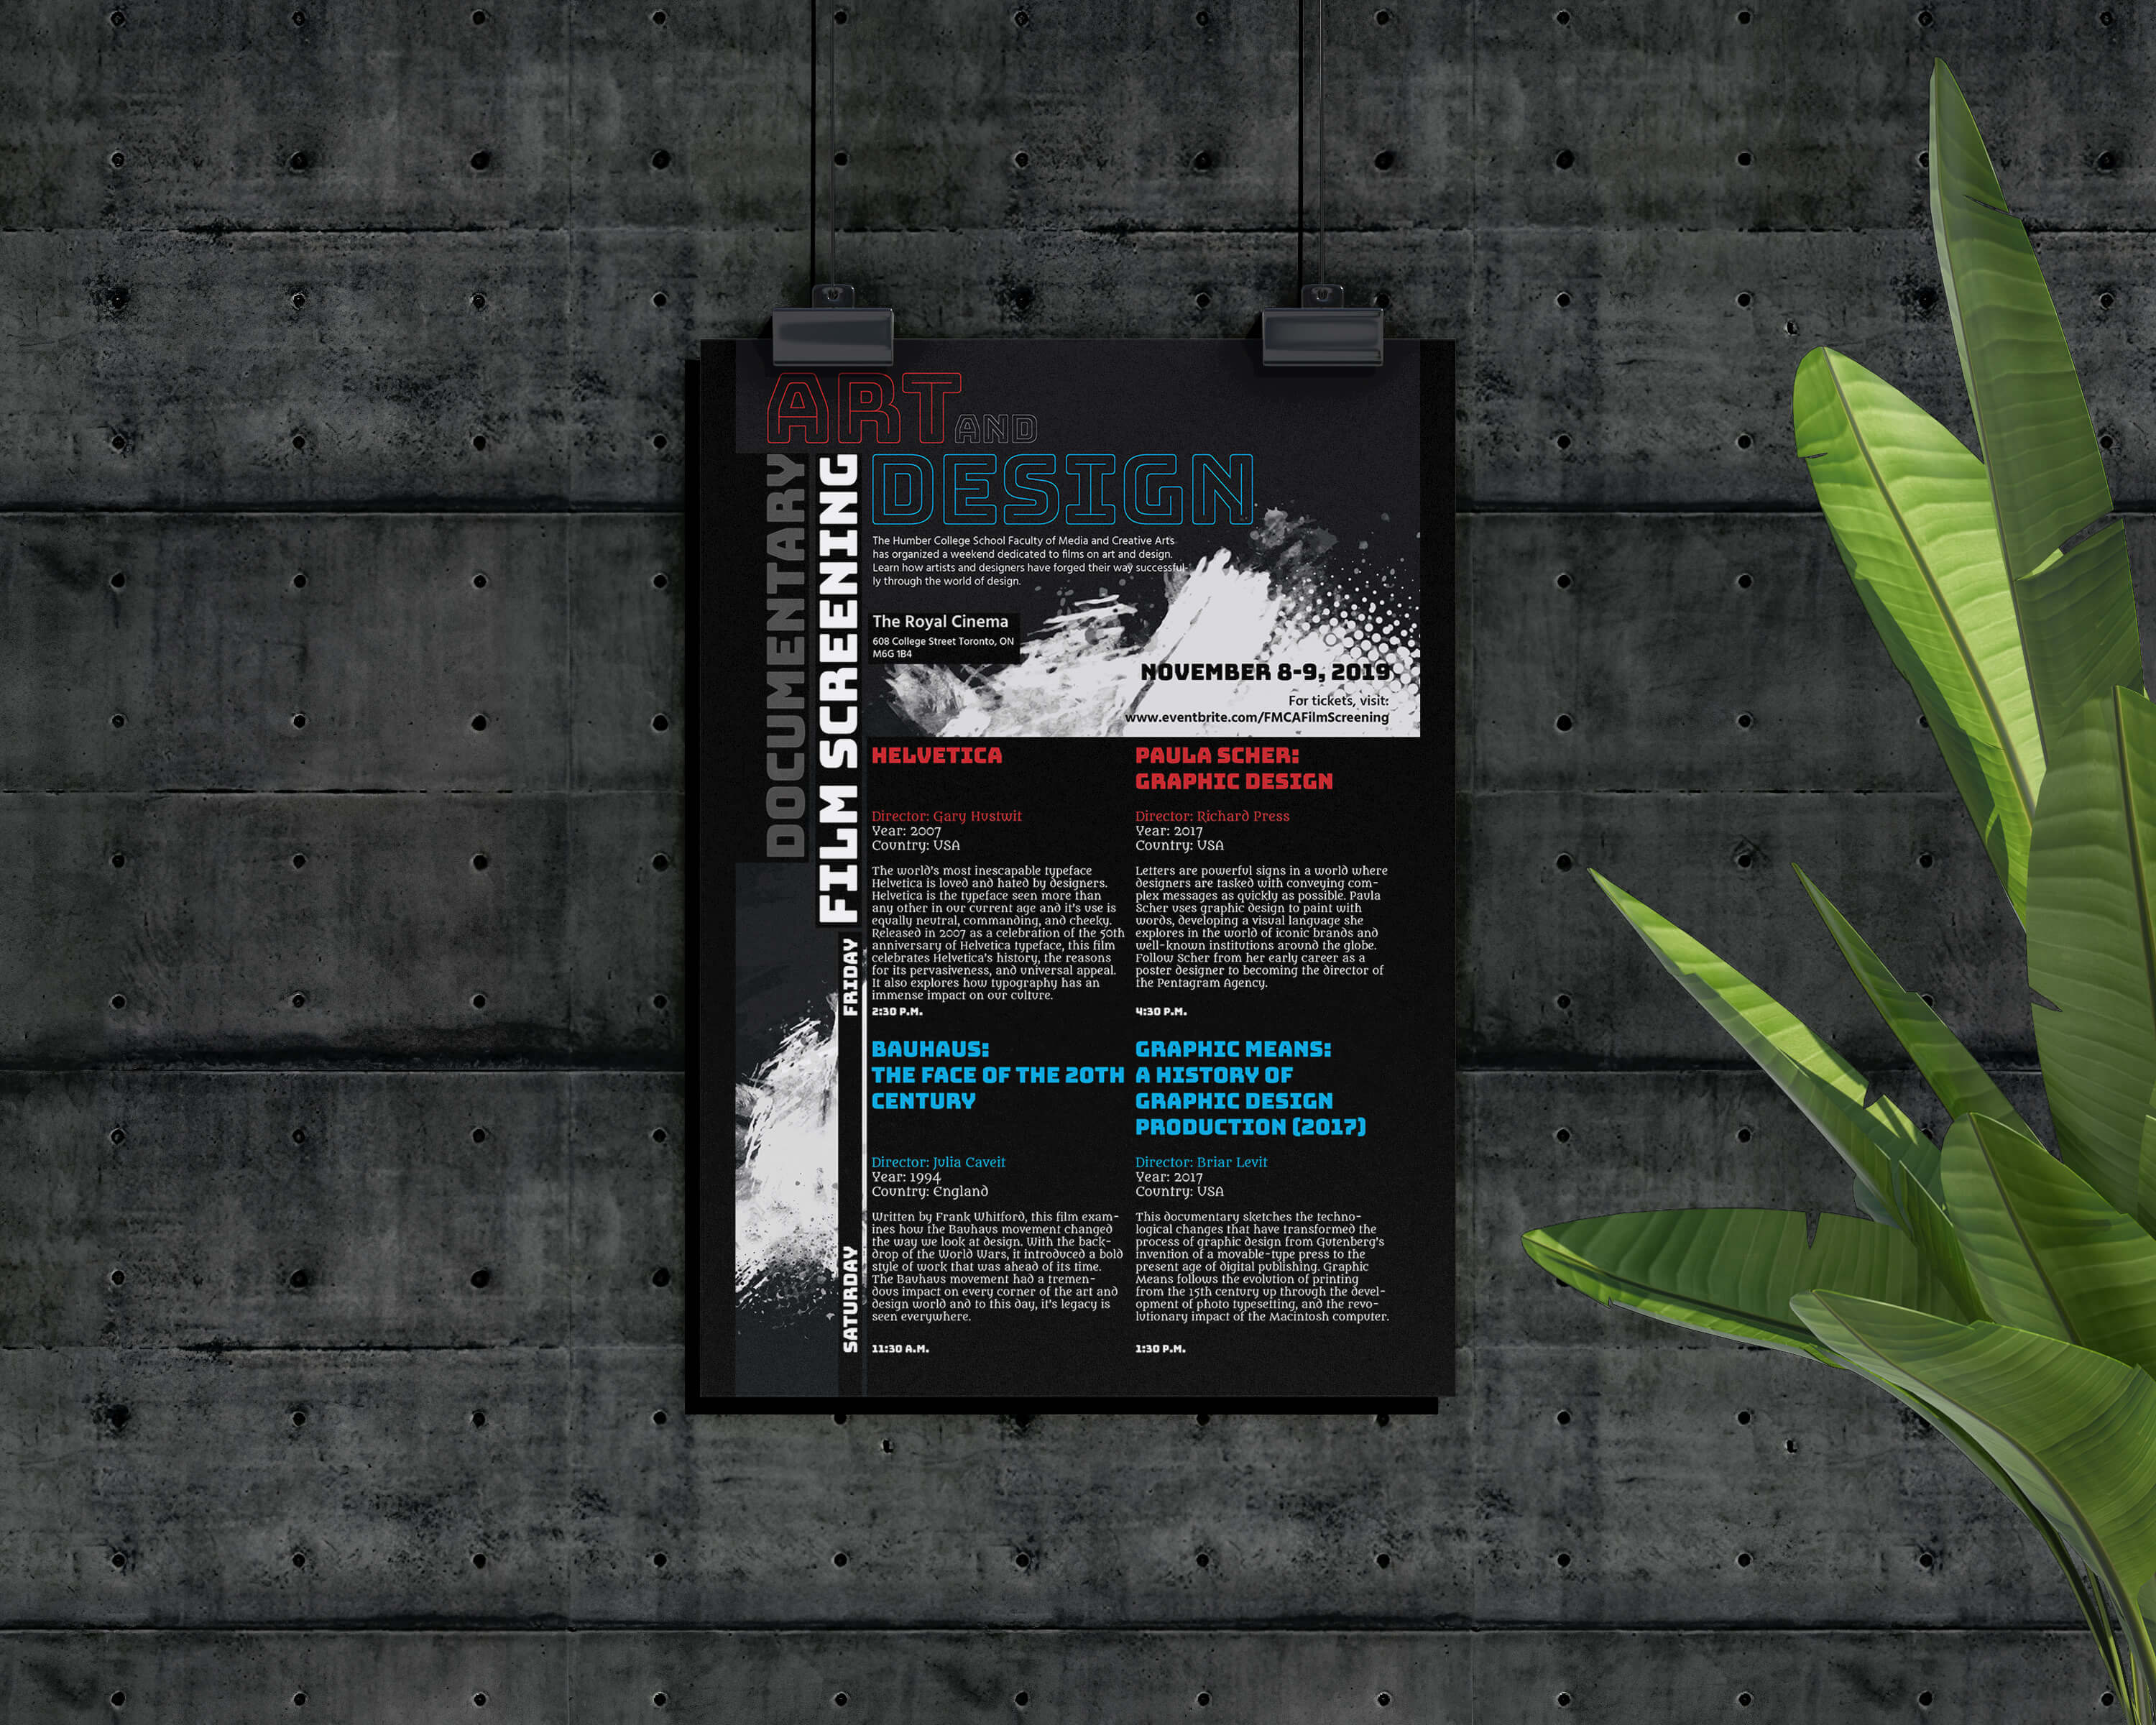 ART AND
DESIGN
DOCUMENTARY
FILM SCREENING
The Humber College School Faculty of Media and Creative Arts
has organized a weekend dedicated to films on art and design.
Learn how artists and designers have forged their way successful-
ly through the world of design.
The Royal Cinema
608 College Street Toronto, ON
M6G 1B4
NOVEMBER 8-9, 2019
For tickets, visit:
www.eventbrite.com/FMCAFilmScreening
FRIDAY
HELVETICA
Director: Gary Hustwit
Year: 2007
Country: USA
The world's most inescapable typeface
Helvetica is loved and hated by designers.
Helvetica is the typeface seen more than
any other in our current age and it's use is
equally neutral, commanding, and cheeky.
Released in 2007 as a celebration of the 50th
anniversary of Helvetica typeface, this film
celebrates Helvetica's history, the reasons
for its pervasiveness, and universal appeal.
It also explores how typography has an
immense impact on our culture.
2:30 P.M.
PAULA SCHER:
GRAPHIC DESIGN
Director: Richard Press
Year: 2017
Country: USA
Letters are powerful signs in a world where
designers are tasked with conveying com-
plex messages as quickly as possible. Paula
Scher uses graphic design to paint with
words, developing a visual language she
explores in the world of iconic brands and
well-known institutions around the globe.
Follow Scher from her early career as a
poster designer to becoming the director of
the Pentagram Agency.
4:30 P.M.
SATURDAY
BAUHAUS:
THE FACE OF THE 20TH
CENTURY
Director: Julia Caveit
Year: 1994
Country: England
Written by Frank Whitford, this film exam-
ines how the Bauhaus movement changed
the way we look at design. With the back-
drop of the World Wars, it introduced a bold
style of work that was ahead of its time.
The Bauhaus movement had a tremen-
dous impact on every corner of the art and
design world and to this day, it's legacy is
seen everywhere.
11:30 A.M.
GRAPHIC MEANS:
A HISTORY OF
GRAPHIC DESIGN
PRODUCTION (2017)
Director: Briar Levit
Year: 2017
Country: USA
This documentary sketches the techno-
logical changes that have transformed the
process of graphic design from Gutenberg's
invention of a movable-type press to the
present age of digital publishing. Graphic
Means follows the evolution of printing
from the 15th century up through the devel-
opment of photo typesetting, and the revo-
lutionary impact of the Macintosh computer.
1:30 P.M.